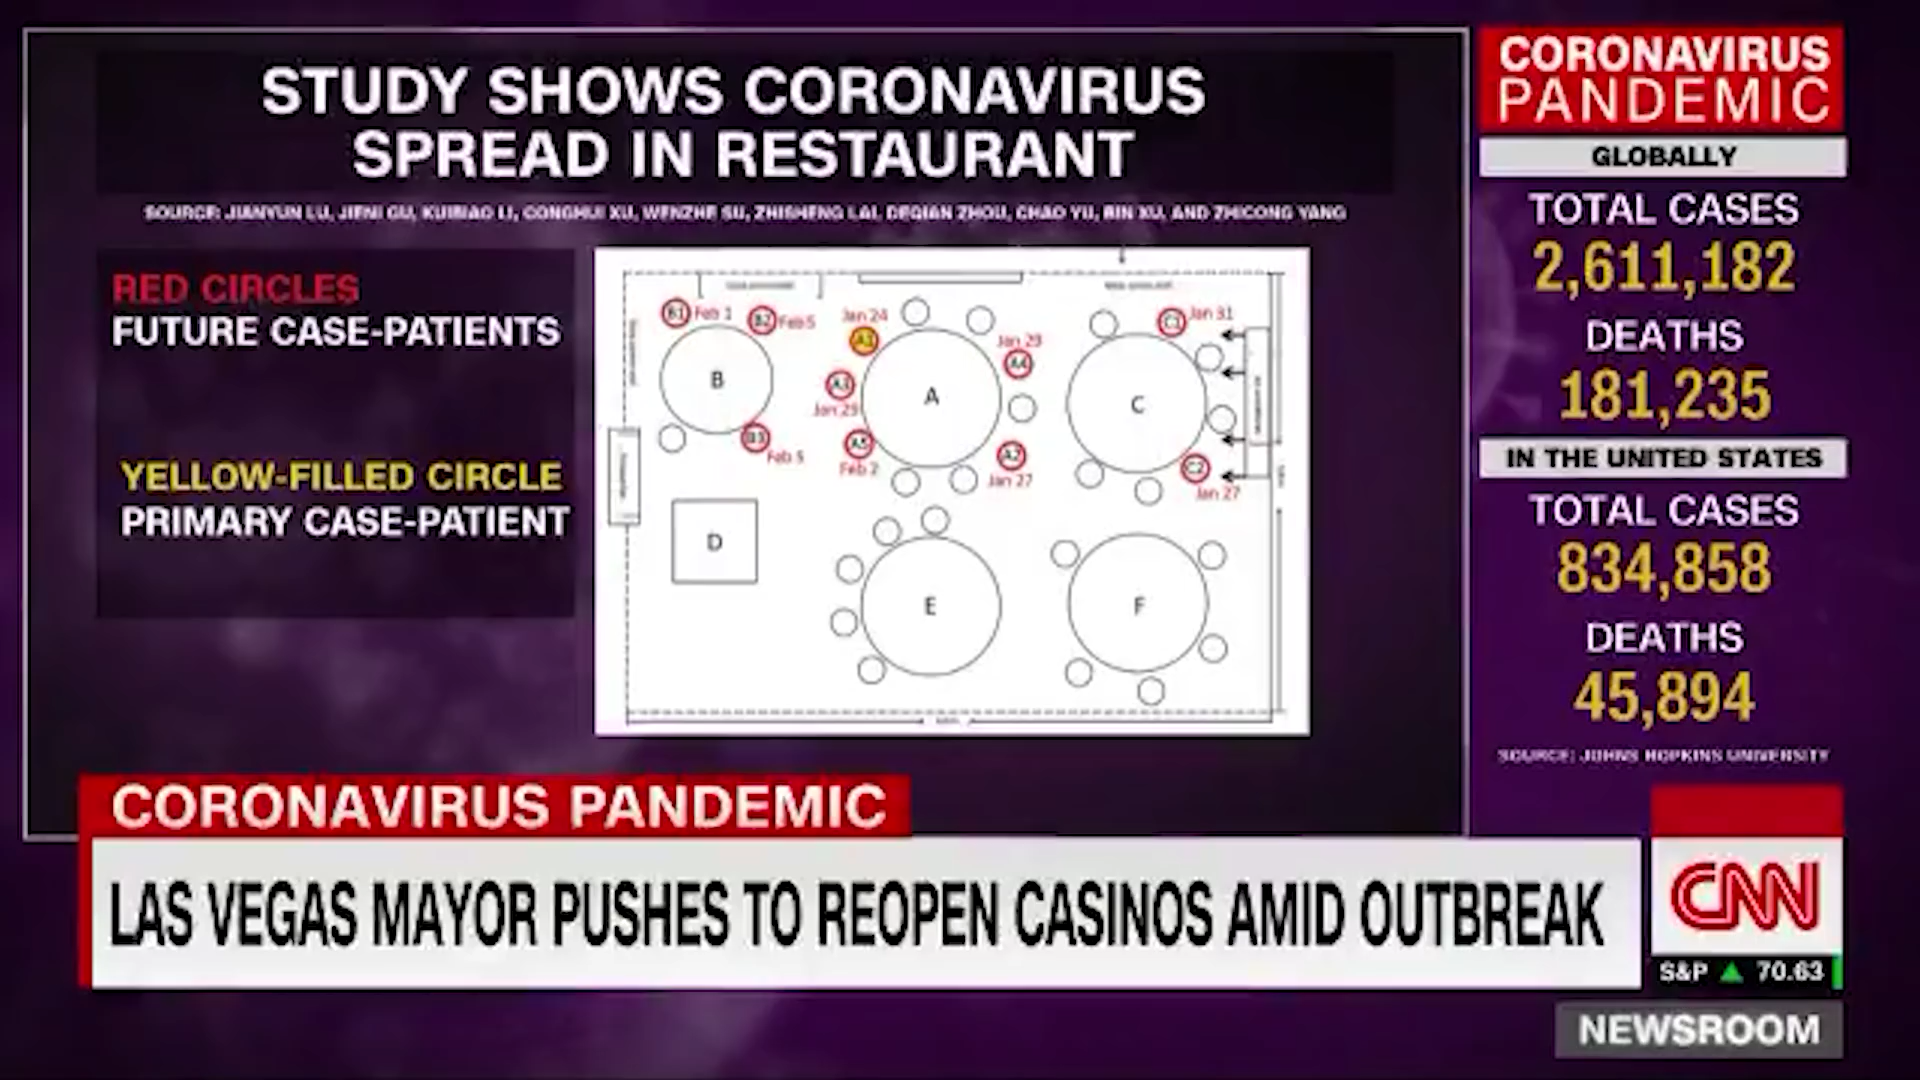 STUDY SHOWS CORONAVIRUS
SPREAD IN RESTAURANT
SOURCE: JIANYUN LU, JIENI GU, KUIBIAO LI, CONGHUI XU, WENZHE SU, ZHISHENG LAI, DEQIAN ZHOU, CHAO YU, BIN XU, AND ZHICONG YANG
RED CIRCLES
FUTURE CASE-PATIENTS
YELLOW-FILLED CIRCLE
PRIMARY CASE-PATIENT
B1 Feb 1
B2 Feb 5
B
B3
Feb 5
Jan 24
A1
A3
Jan 29
A5
Feb 2
A
Jan 29
A4
A2
Jan 27
C1 Jan 31
C
C2
Jan 27
D
E
F
CORONAVIRUS
PANDEMIC
GLOBALLY
TOTAL CASES
2,611,182
DEATHS
181,235
IN THE UNITED STATES
TOTAL CASES
834,858
DEATHS
45,894
SOURCE: JOHNS HOPKINS UNIVERSITY
CORONAVIRUS PANDEMIC
LAS VEGAS MAYOR PUSHES TO REOPEN CASINOS AMID OUTBREAK
CNN
S&P ▲ 70.63
NEWSROOM